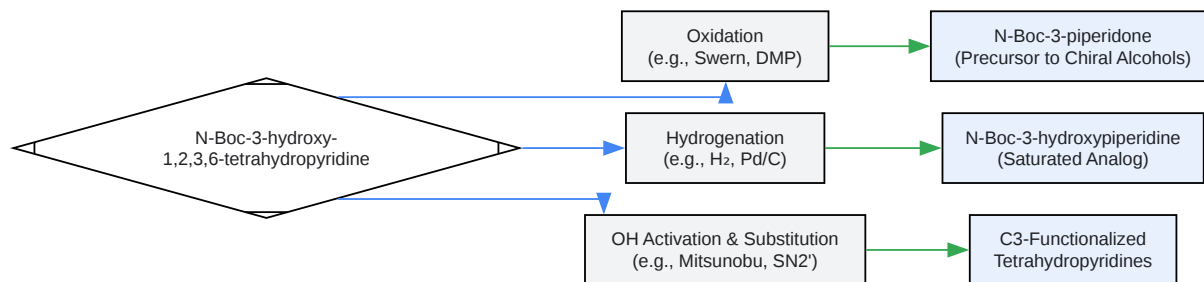 Oxidation
(e.g., Swern, DMP)
N-Boc-3-piperidone
(Precursor to Chiral Alcohols)
N-Boc-3-hydroxy-
1,2,3,6-tetrahydropyridine
Hydrogenation
(e.g., H₂, Pd/C)
N-Boc-3-hydroxypiperidine
(Saturated Analog)
OH Activation & Substitution
(e.g., Mitsunobu, SN2')
C3-Functionalized
Tetrahydropyridines